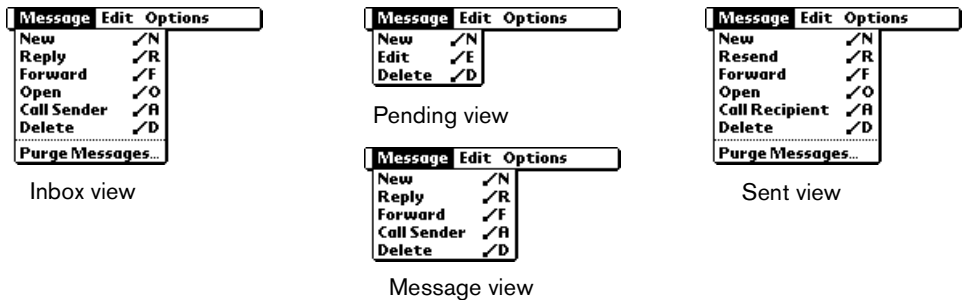 Message Edit Options
New ✓N
Reply ✓R
Forward ✓F
Open ✓O
Call Sender ✓A
Delete ✓D
Purge Messages...
Inbox view
Message Edit Options
New ✓N
Edit ✓E
Delete ✓D
Pending view
Message Edit Options
New ✓N
Reply ✓R
Forward ✓F
Call Sender ✓A
Delete ✓D
Message view
Message Edit Options
New ✓N
Resend ✓R
Forward ✓F
Open ✓O
Call Recipient ✓A
Delete ✓D
Purge Messages...
Sent view